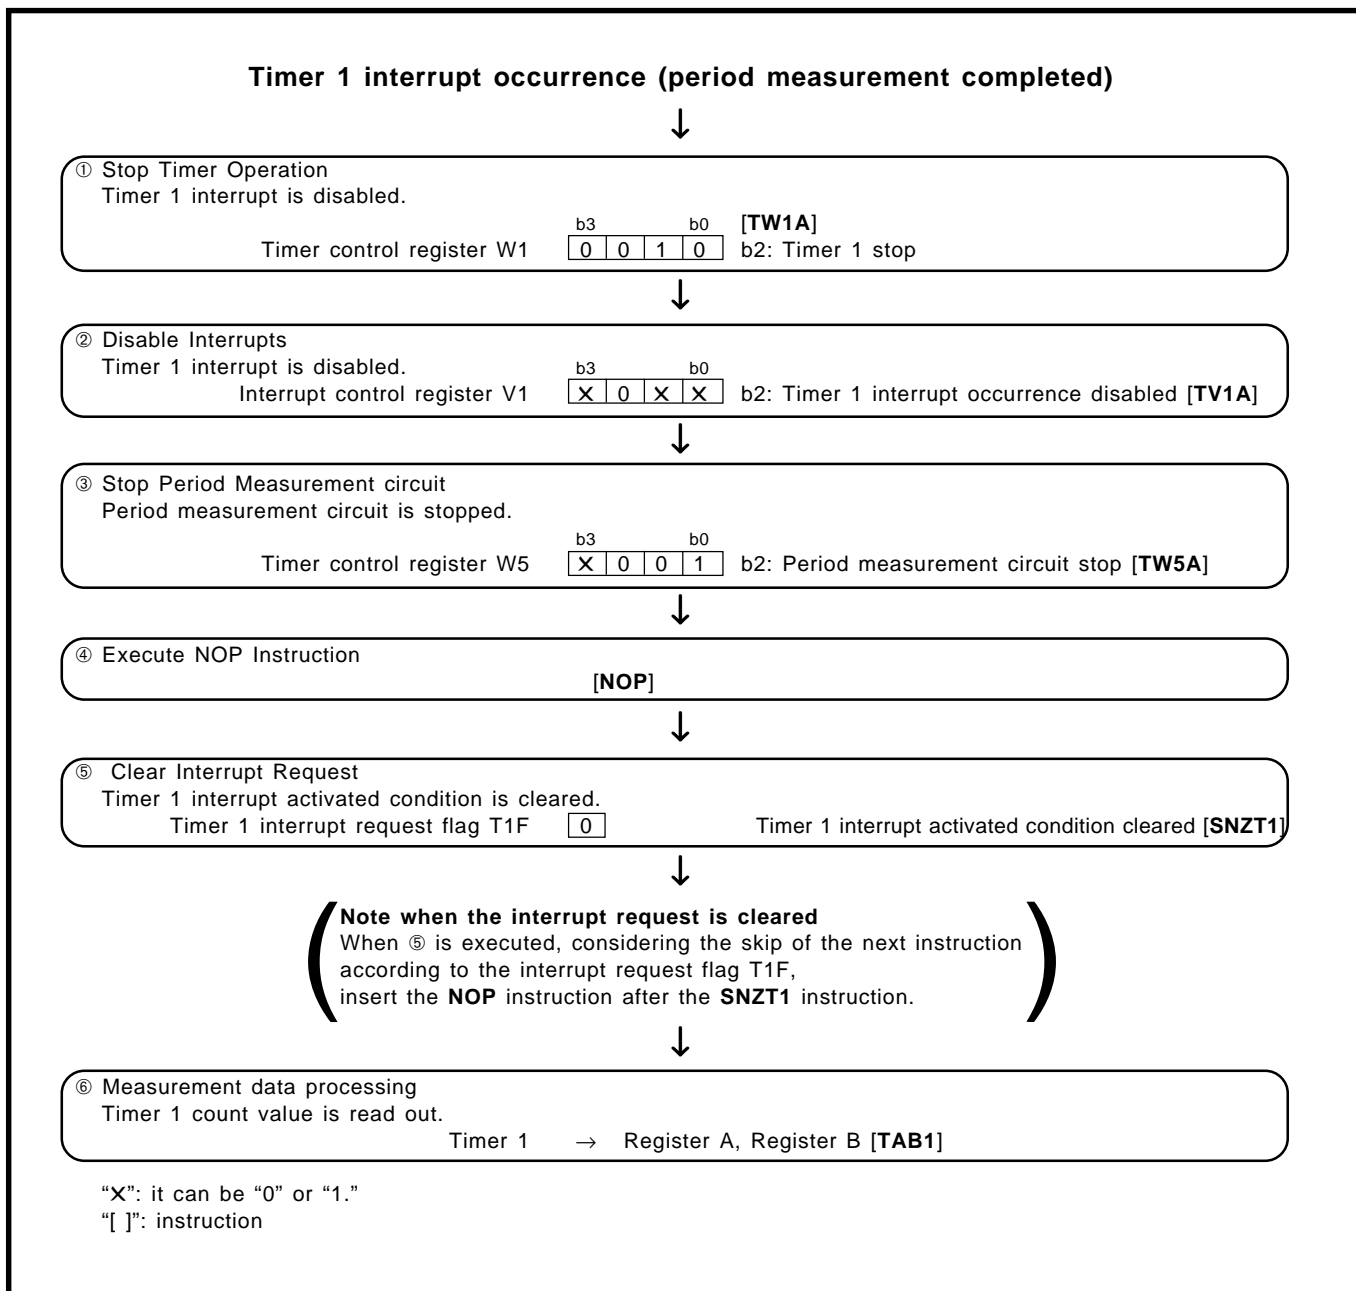 Timer 1 interrupt occurrence (period measurement completed)
↓
① Stop Timer Operation
Timer 1 interrupt is disabled.
b3 b0 [TW1A]
Timer control register W1 0 0 1 0 b2: Timer 1 stop
↓
② Disable Interrupts
Timer 1 interrupt is disabled.
b3 b0
Interrupt control register V1 ✕ 0 ✕ ✕ b2: Timer 1 interrupt occurrence disabled [TV1A]
↓
③ Stop Period Measurement circuit
Period measurement circuit is stopped.
b3 b0
Timer control register W5 ✕ 0 0 1 b2: Period measurement circuit stop [TW5A]
↓
④ Execute NOP Instruction
[NOP]
↓
⑤ Clear Interrupt Request
Timer 1 interrupt activated condition is cleared.
Timer 1 interrupt request flag T1F 0 Timer 1 interrupt activated condition cleared [SNZT1]
↓
Note when the interrupt request is cleared
When ⑤ is executed, considering the skip of the next instruction
according to the interrupt request flag T1F,
insert the NOP instruction after the SNZT1 instruction.
↓
⑥ Measurement data processing
Timer 1 count value is read out.
Timer 1 → Register A, Register B [TAB1]
“✕”: it can be “0” or “1.”
“[ ]”: instruction